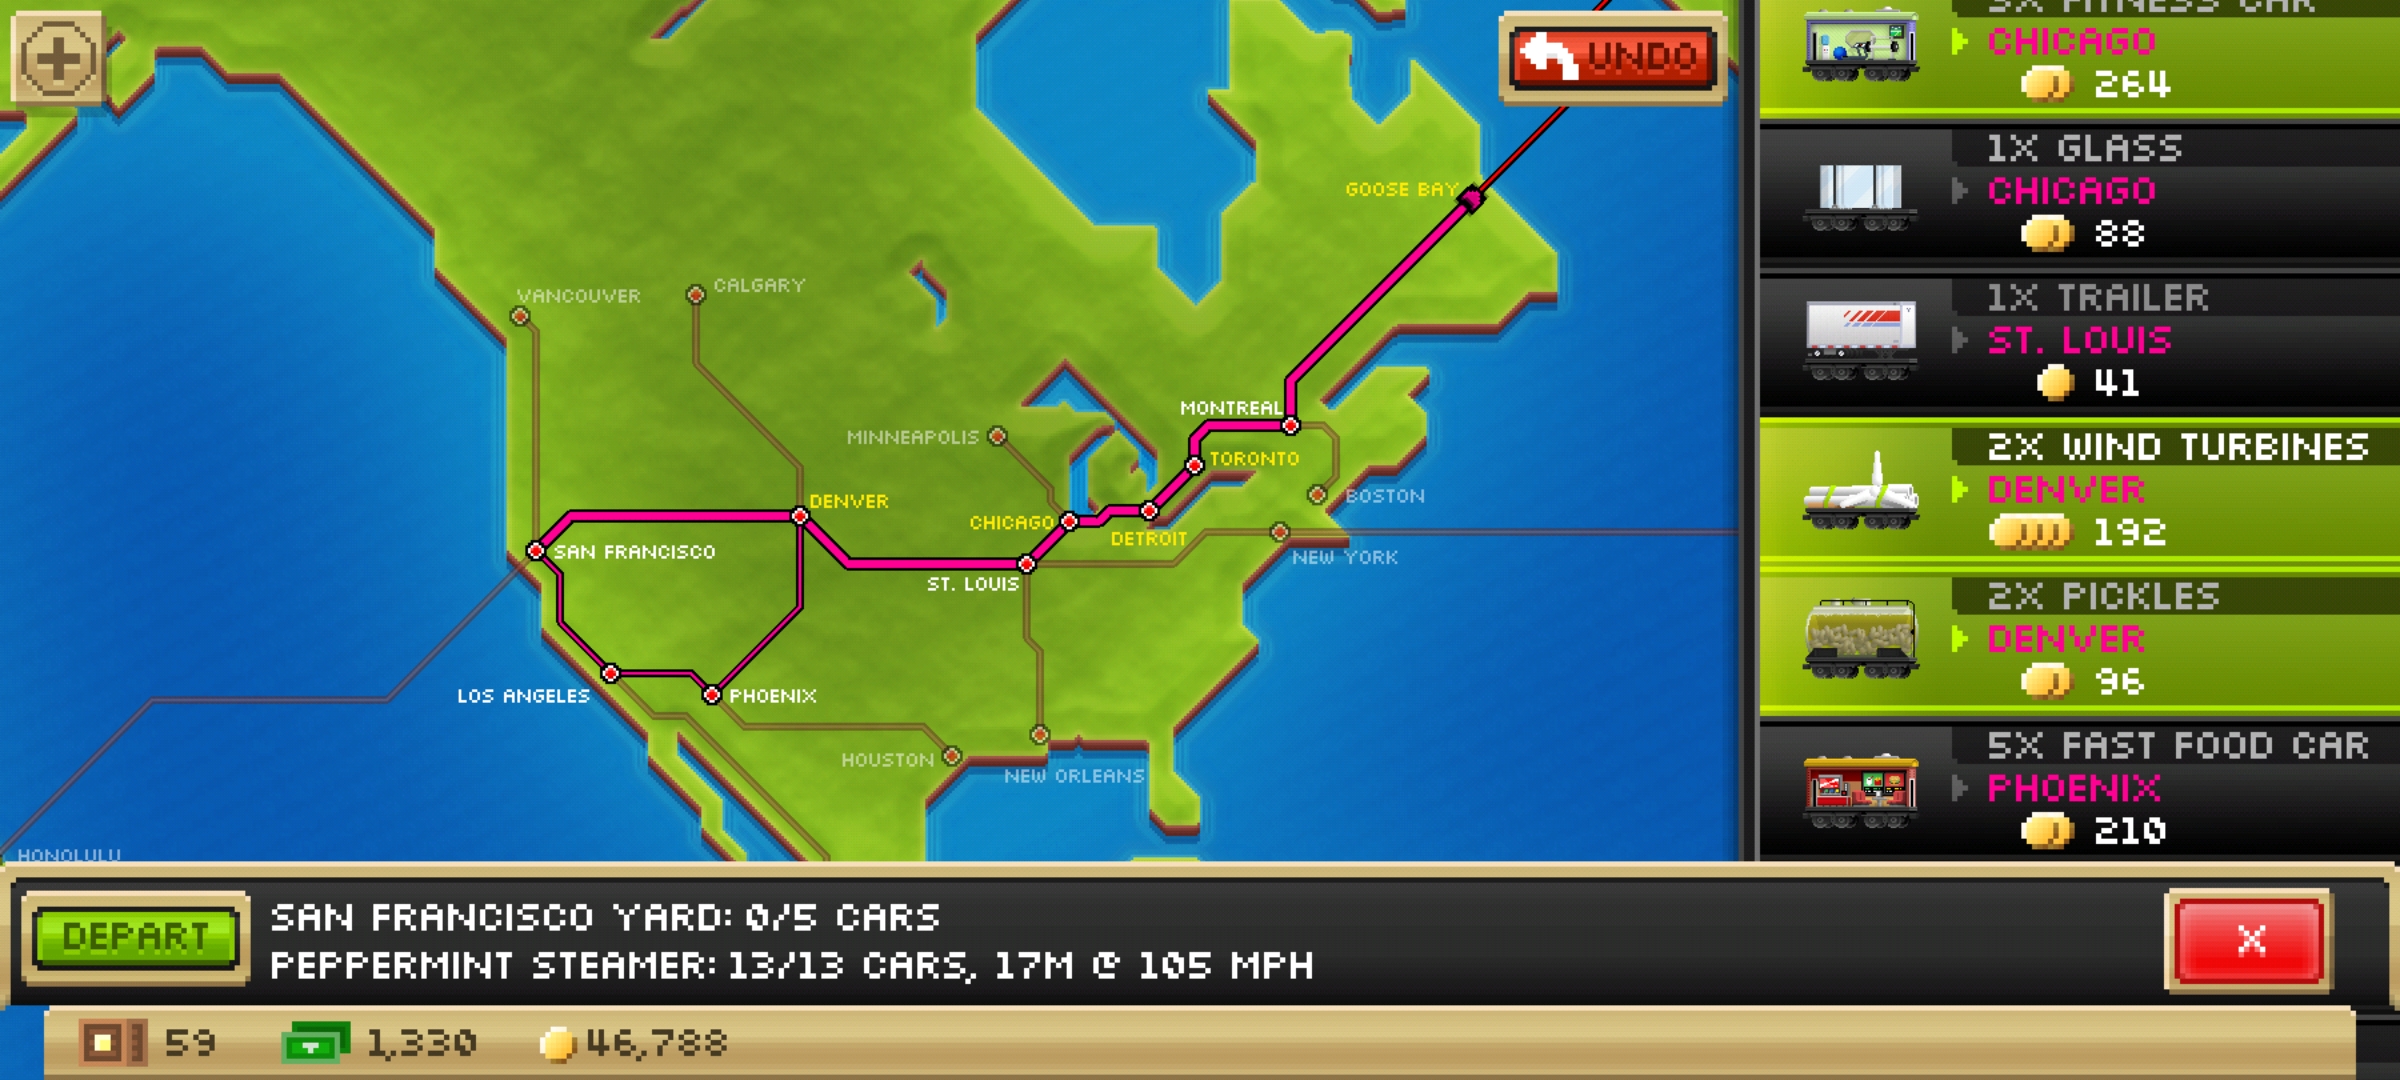 UNDO
GOOSE BAY
VANCOUVER
CALGARY
MONTREAL
MINNEAPOLIS
TORONTO
DENVER
BOSTON
CHICAGO
DETROIT
SAN FRANCISCO
NEW YORK
ST. LOUIS
LOS ANGELES
PHOENIX
HOUSTON
NEW ORLEANS
HONOLULU
3X FITNESS CAR
CHICAGO
264
1X GLASS
CHICAGO
88
1X TRAILER
ST. LOUIS
41
2X WIND TURBINES
DENVER
192
2X PICKLES
DENVER
96
5X FAST FOOD CAR
PHOENIX
210
DEPART
SAN FRANCISCO YARD: 0/5 CARS
PEPPERMINT STEAMER: 13/13 CARS, 17M @ 105 MPH
X
59
1,330
46,788